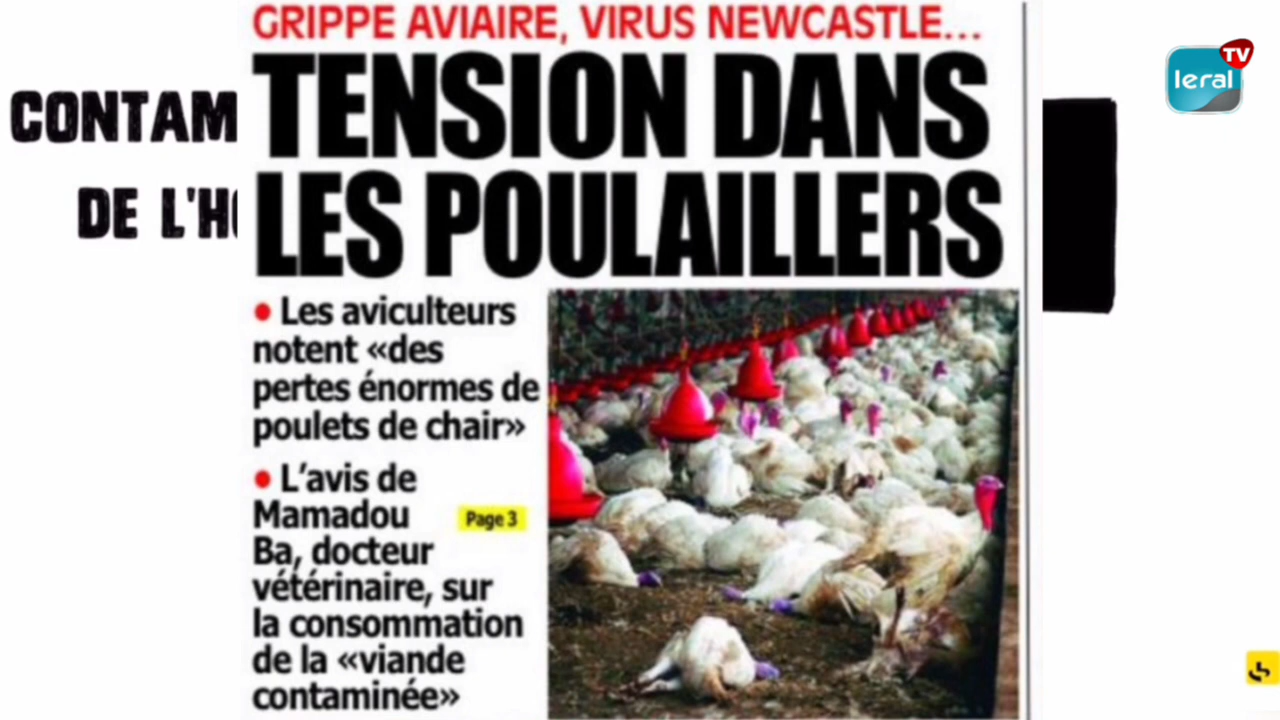 GRIPPE AVIAIRE, VIRUS NEWCASTLE...
TENSION DANS
LES POULAILLERS
CONTAM
DE L'H
• Les aviculteurs
notent «des
pertes énormes de
poulets de chair»
• L'avis de
Mamadou
Ba, docteur
vétérinaire, sur
la consommation
de la «viande
contaminée»
Page 3
leral
TV